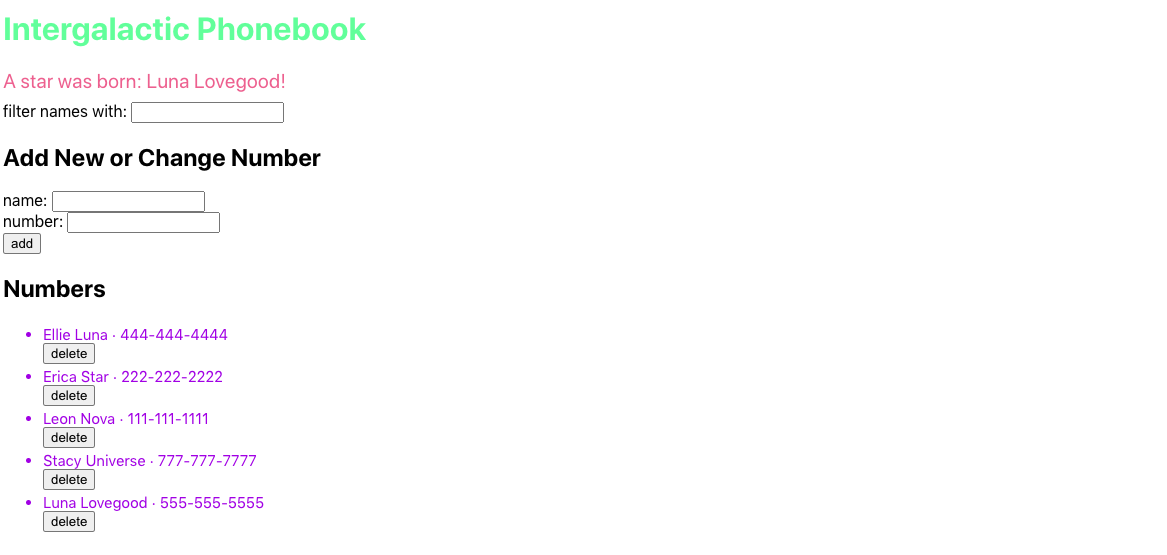 Intergalactic Phonebook
A star was born: Luna Lovegood!
filter names with:
Add New or Change Number
name:
number:
add
Numbers
• Ellie Luna · 444-444-4444
delete
• Erica Star · 222-222-2222
delete
• Leon Nova · 111-111-1111
delete
• Stacy Universe · 777-777-7777
delete
• Luna Lovegood · 555-555-5555
delete